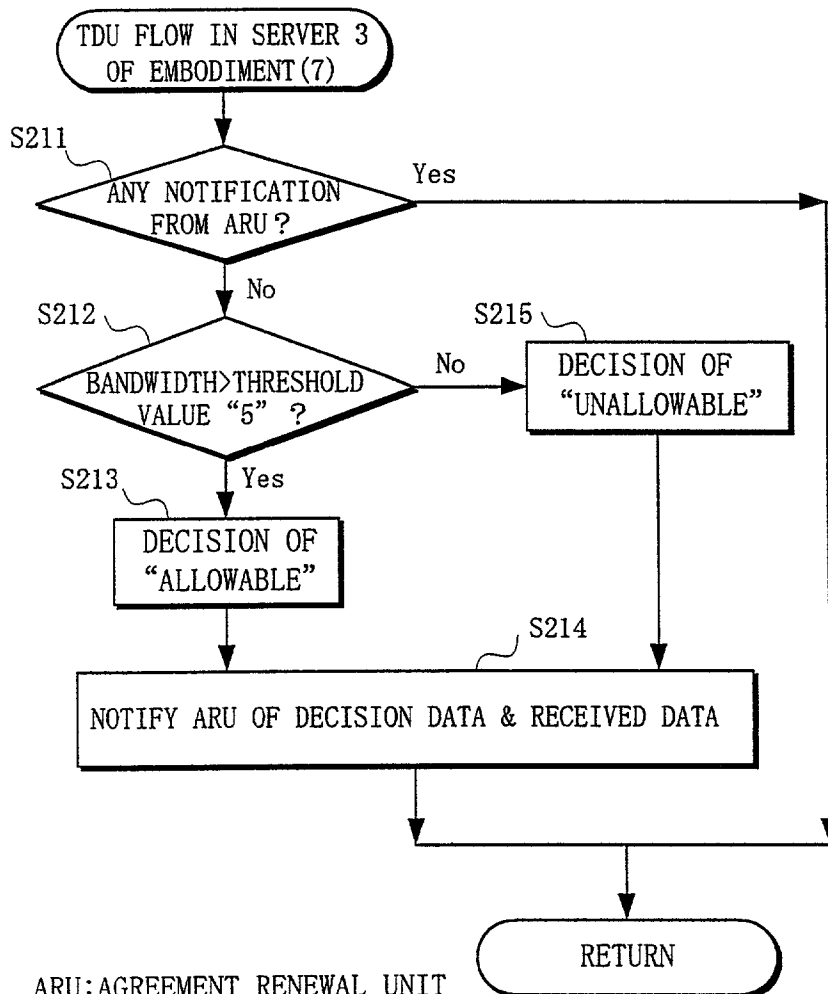 TDU FLOW IN SERVER 3
OF EMBODIMENT(7)
S211
ANY NOTIFICATION
FROM ARU?
Yes
No
S212
BANDWIDTH>THRESHOLD
VALUE "5" ?
No
S215
DECISION OF
"UNALLOWABLE"
Yes
S213
DECISION OF
"ALLOWABLE"
S214
NOTIFY ARU OF DECISION DATA & RECEIVED DATA
RETURN
ARU:AGREEMENT RENEWAL UNIT